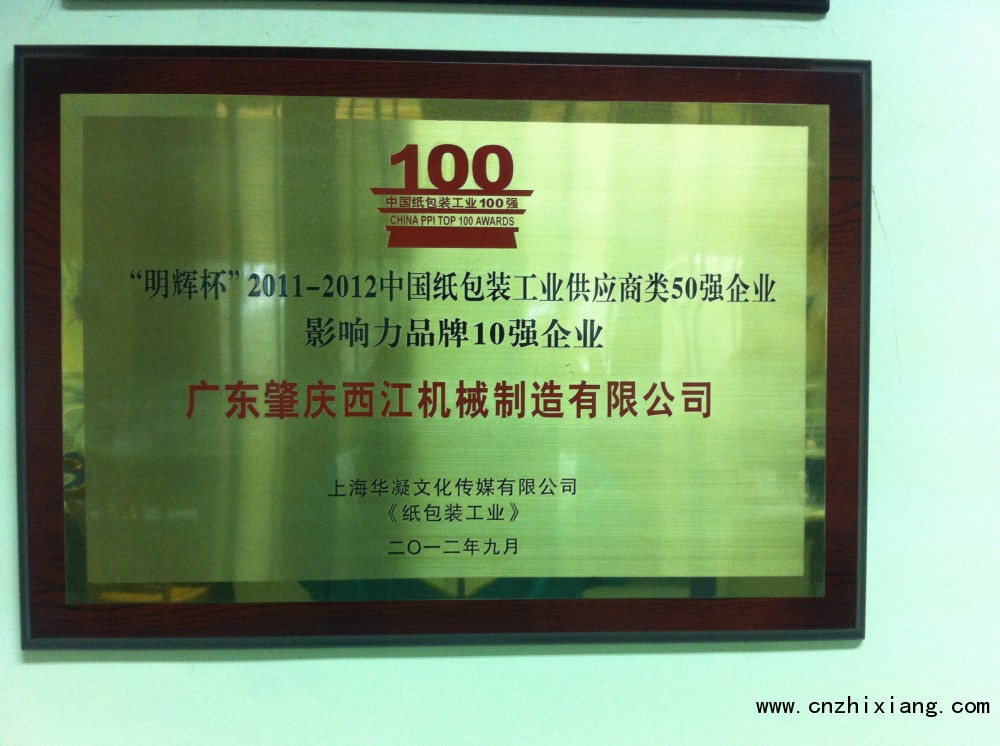 100
中国纸包装工业100强
CHINA PPI TOP 100 AWARDS
“明辉杯”2011-2012中国纸包装工业供应商类50强企业
影响力品牌10强企业
广东肇庆西江机械制造有限公司
上海华凝文化传媒有限公司
《纸包装工业》
二〇一二年九月
www.cnzhixiang.com